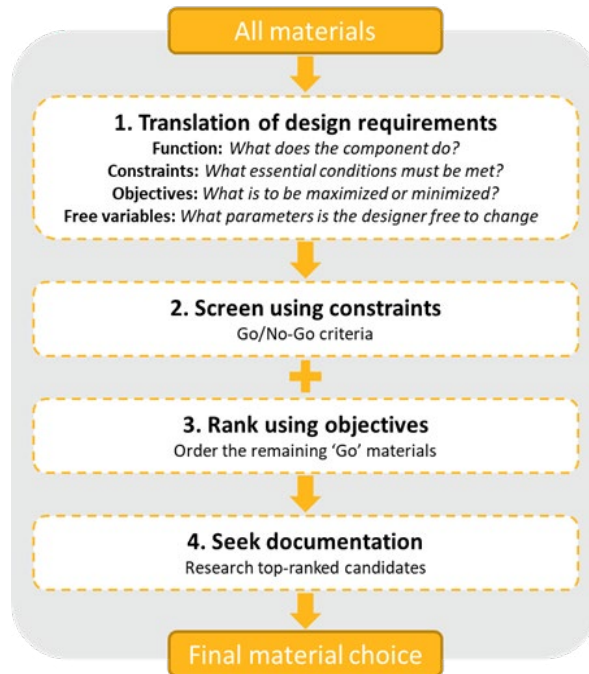 All materials
1. Translation of design requirements
Function: What does the component do?
Constraints: What essential conditions must be met?
Objectives: What is to be maximized or minimized?
Free variables: What parameters is the designer free to change
2. Screen using constraints
Go/No-Go criteria
3. Rank using objectives
Order the remaining ‘Go’ materials
4. Seek documentation
Research top-ranked candidates
Final material choice